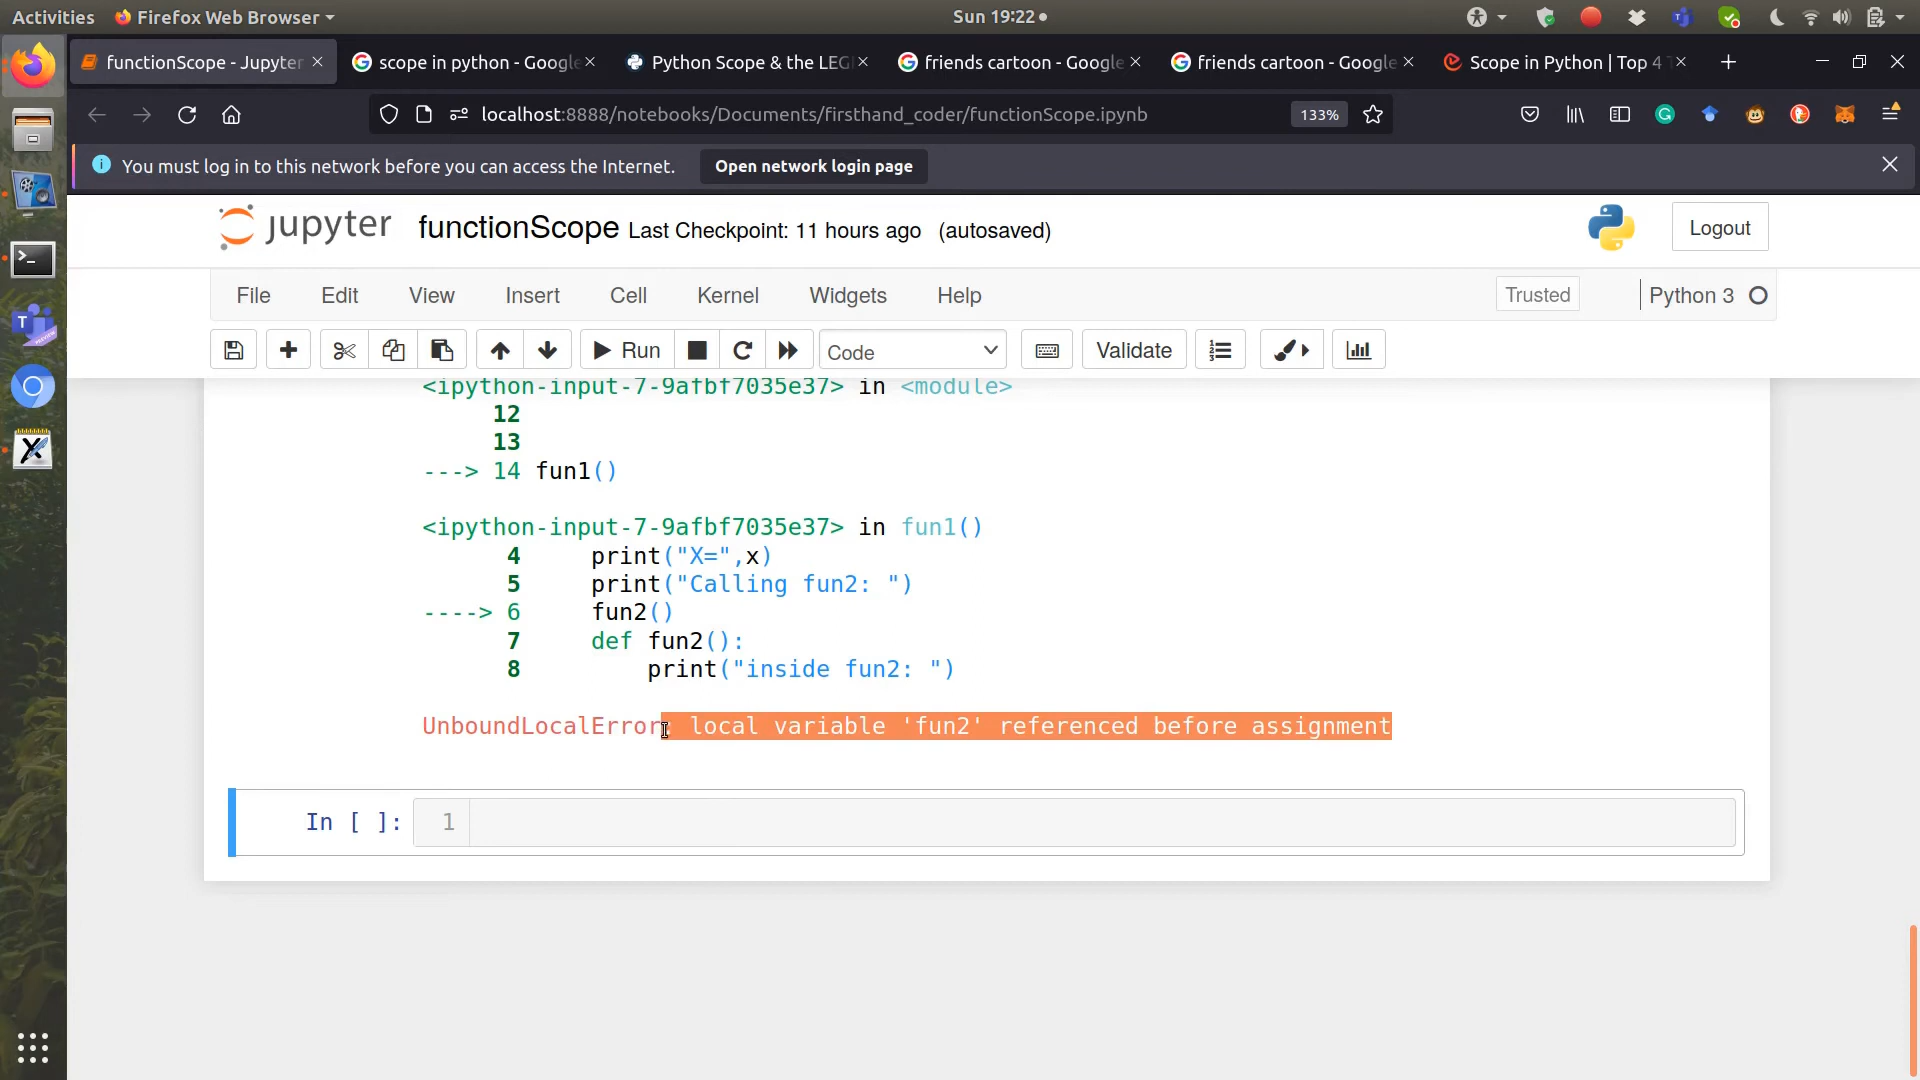 Activities Firefox Web Browser Sun 19:22
functionScope - Jupyter scope in python - Google Python Scope & the LEG friends cartoon - Google friends cartoon - Google Scope in Python | Top 4 T
localhost:8888/notebooks/Documents/firsthand_coder/functionScope.ipynb 133%
You must log in to this network before you can access the Internet. Open network login page
jupyter functionScope Last Checkpoint: 11 hours ago (autosaved) Logout
File Edit View Insert Cell Kernel Widgets Help Trusted Python 3
Run Code Validate
<ipython-input-7-9afbf7035e37> in <module>
12
13
---> 14 fun1()
<ipython-input-7-9afbf7035e37> in fun1()
4 print("X=",x)
5 print("Calling fun2: ")
----> 6 fun2()
7 def fun2():
8 print("inside fun2: ")
UnboundLocalError: local variable 'fun2' referenced before assignment
In [ ]: 1